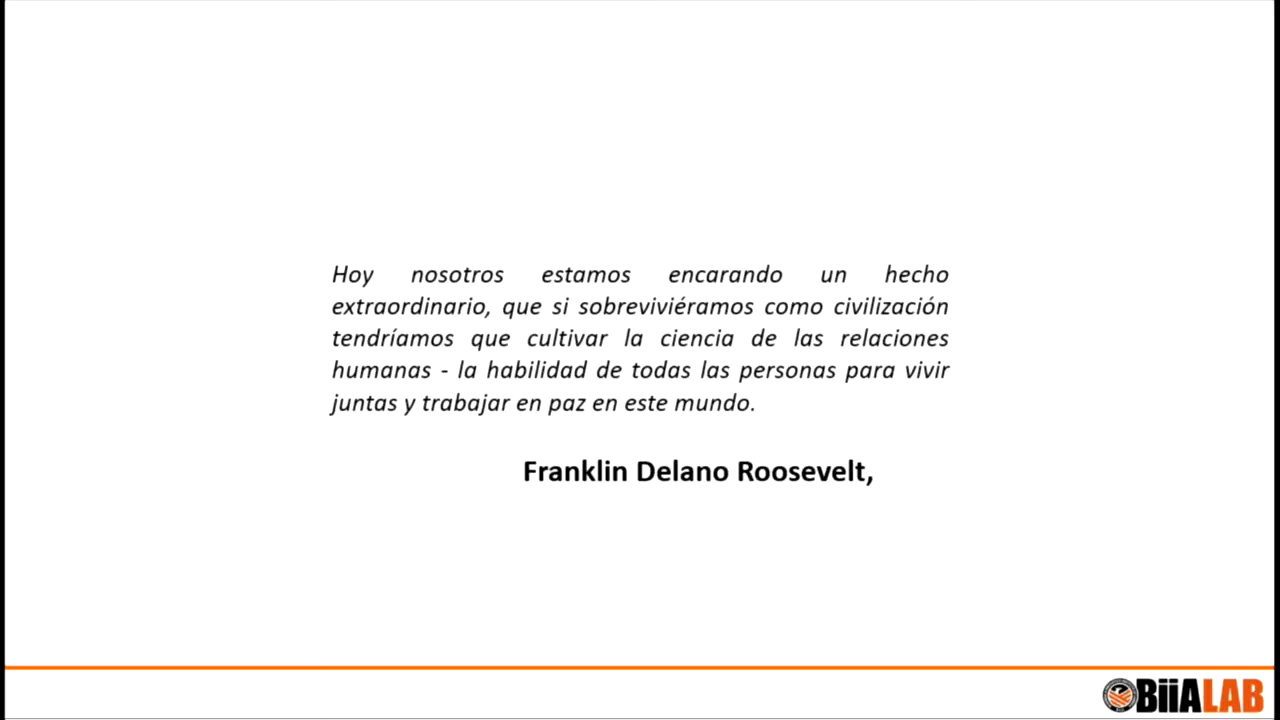 Hoy nosotros estamos encarando un hecho
extraordinario, que si sobreviviéramos como civilización
tendríamos que cultivar la ciencia de las relaciones
humanas - la habilidad de todas las personas para vivir
juntas y trabajar en paz en este mundo.
Franklin Delano Roosevelt,
BiiALAB